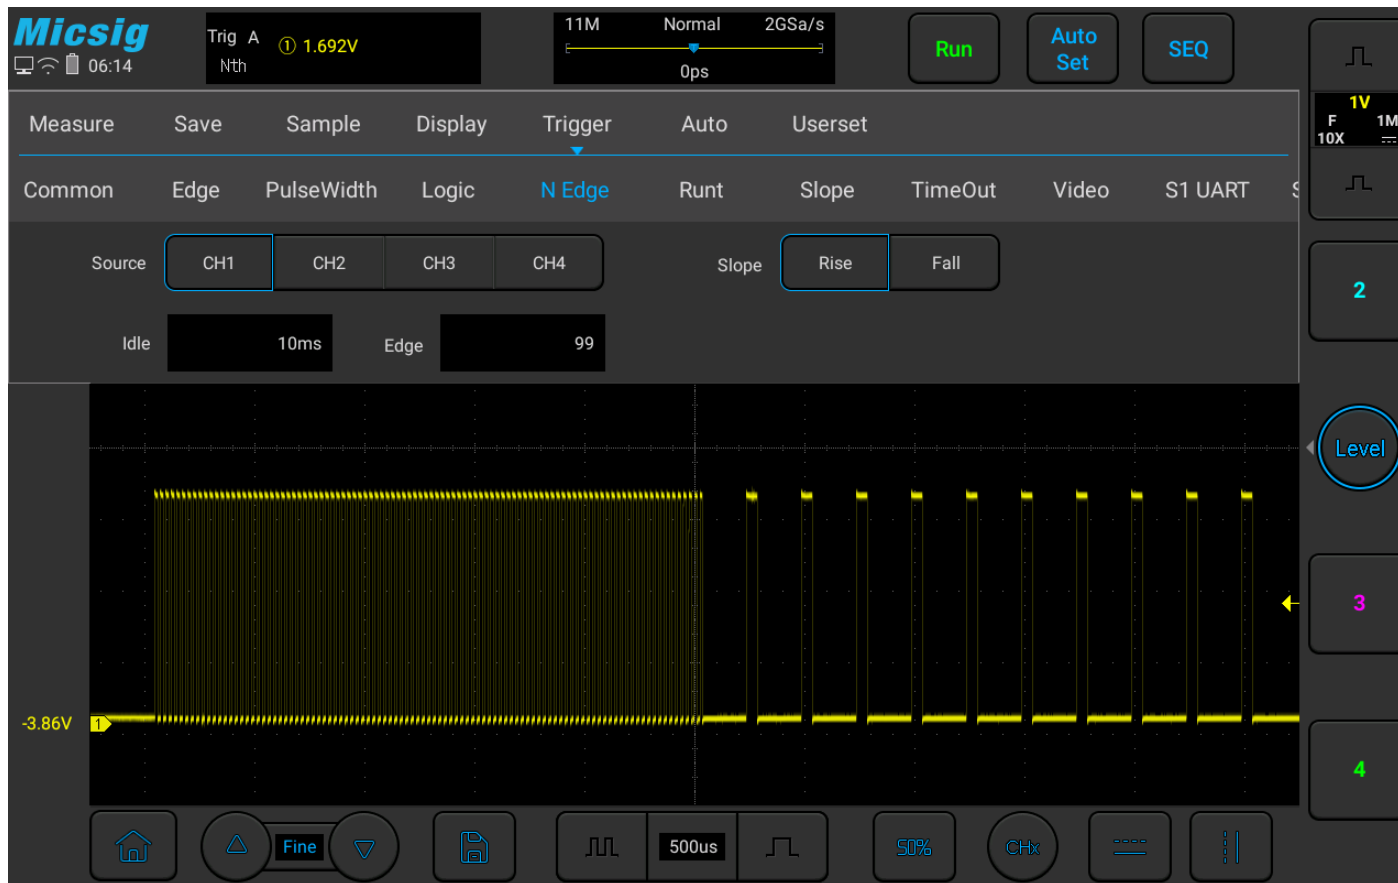 Micsig
06:14
Trig A ① 1.692V
Nth
11M Normal 2GSa/s
0ps
Run
Auto
Set
SEQ
1V
F 1M
10X
Measure Save Sample Display Trigger Auto Userset
Common Edge PulseWidth Logic N Edge Runt Slope TimeOut Video S1 UART
Source CH1 CH2 CH3 CH4 Slope Rise Fall
Idle 10ms Edge 99
2
Level
3
-3.86V 1
4
Fine 500us 50% CHx